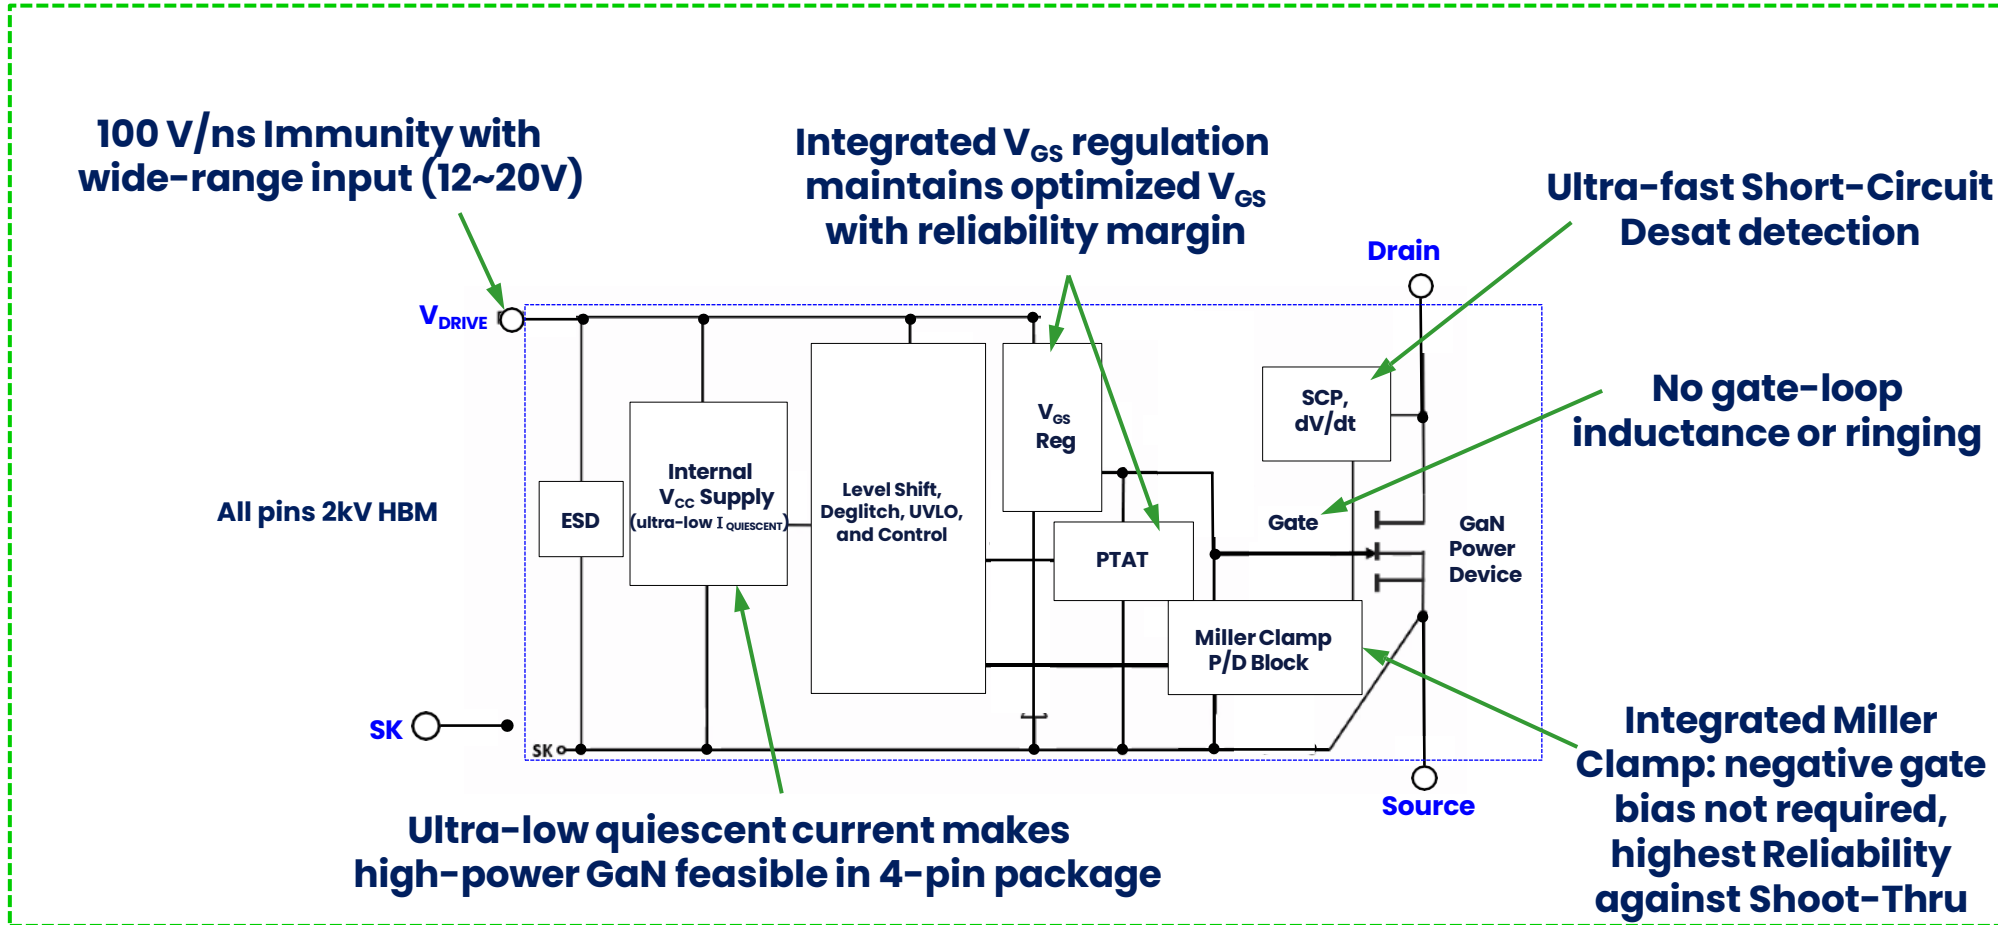 100 V/ns Immunity with
wide-range input (12~20V)
Integrated VGS regulation
maintains optimized VGS
with reliability margin
Ultra-fast Short-Circuit
Desat detection
Drain
VDRIVE
SCP,
dV/dt
No gate-loop
inductance or ringing
VGS
Reg
Internal
VCC Supply
(ultra-low I QUIESCENT)
Level Shift,
Deglitch, UVLO,
and Control
All pins 2kV HBM
ESD
Gate
GaN
Power
Device
PTAT
Miller Clamp
P/D Block
SK
SK
Source
Integrated Miller
Clamp: negative gate
bias not required,
highest Reliability
against Shoot-Thru
Ultra-low quiescent current makes
high-power GaN feasible in 4-pin package